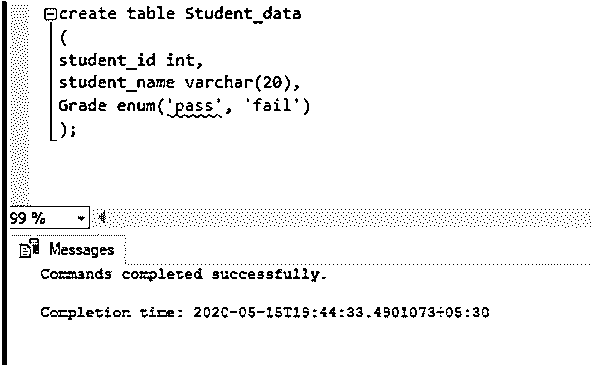 create table Student_data
(
student_id int,
student_name varchar(20),
Grade enum('pass', 'fail')
);
99 %
Messages
Commands completed successfully.
Completion time: 2020-05-15T19:44:33.4901073+05:30